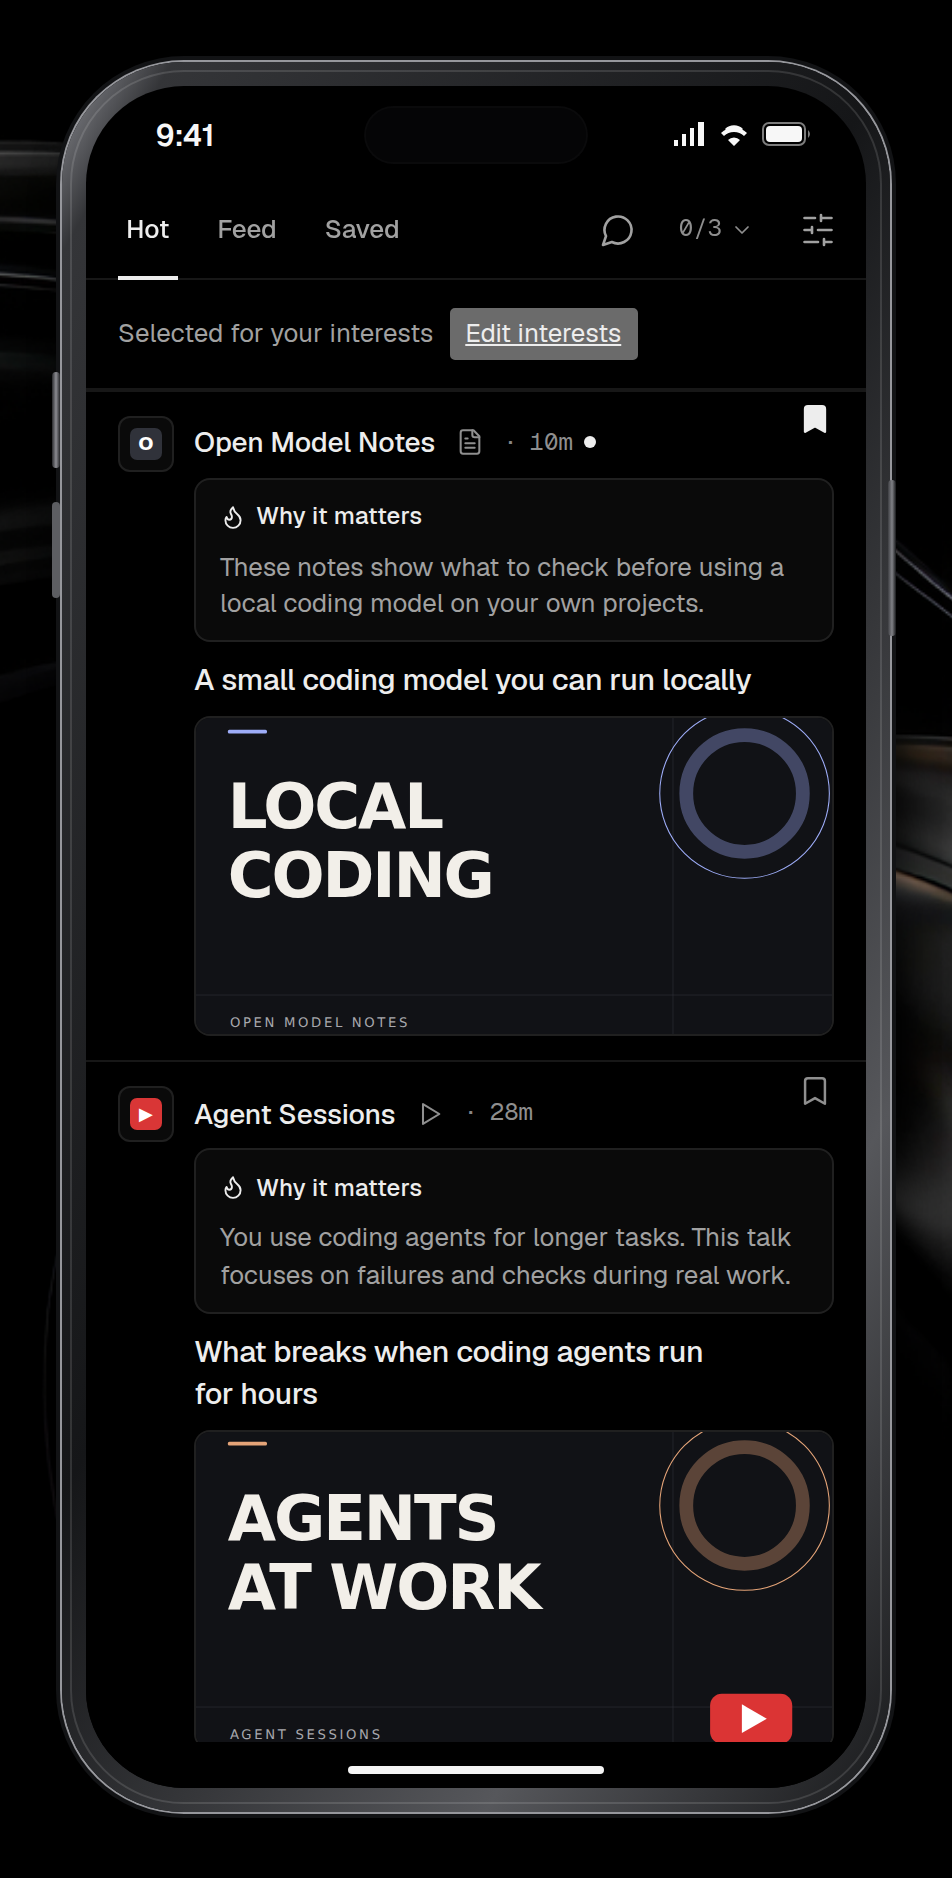 9:41
Hot Feed Saved 0/3
Selected for your interests Edit interests
O Open Model Notes · 10m
Why it matters
These notes show what to check before using a
local coding model on your own projects.
A small coding model you can run locally
LOCAL
CODING
OPEN MODEL NOTES
Agent Sessions · 28m
Why it matters
You use coding agents for longer tasks. This talk
focuses on failures and checks during real work.
What breaks when coding agents run
for hours
AGENTS
AT WORK
AGENT SESSIONS